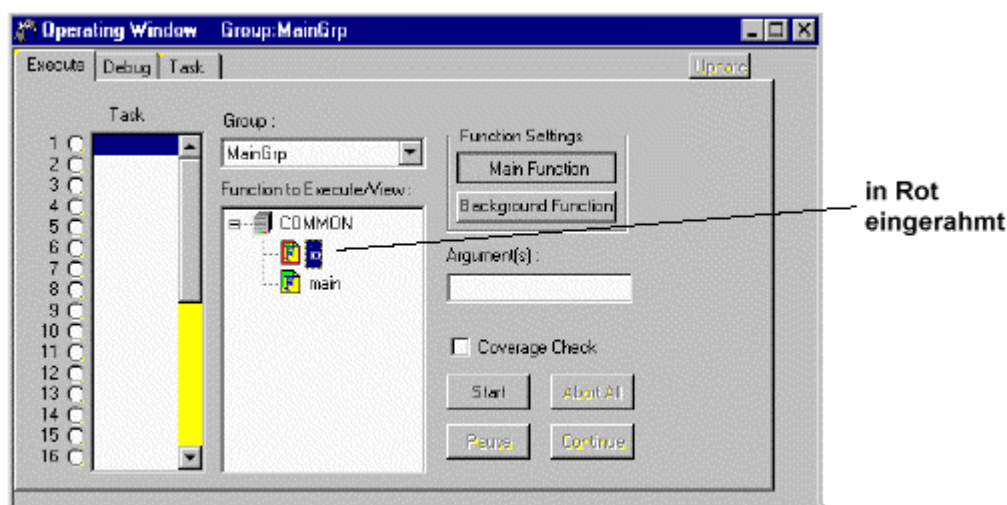 Operating Window Group:MainGrp
Execute Debug Task
Update
Task
1
2
3
4
5
6
7
8
9
10
11
12
13
14
15
16
Group :
MainGrp
Function to Execute/View :
COMMON
F
F main
Function Settings
Main Function
Background Function
Argument(s) :
Coverage Check
Start Abort All
Pause Continue
in Rot
eingerahmt